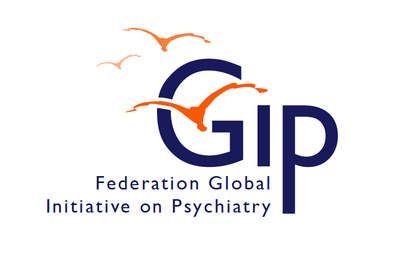 Gip
Federation Global
Initiative on Psychiatry